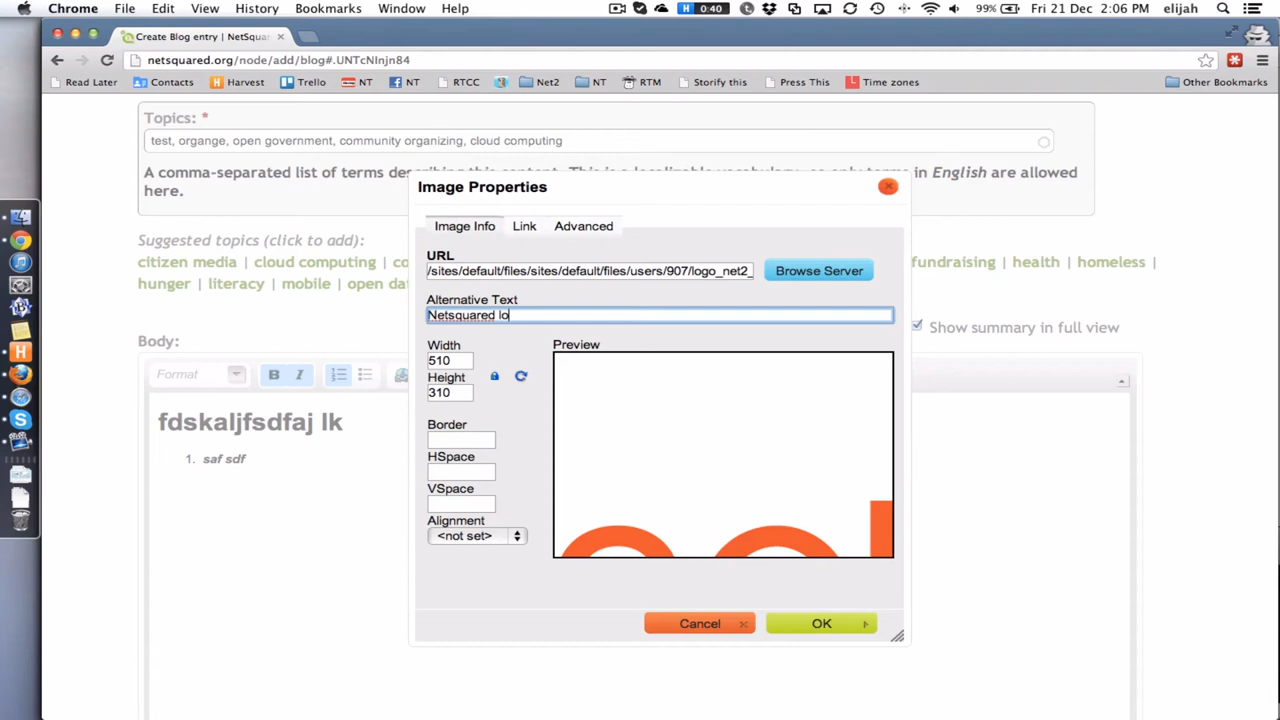 Chrome File Edit View History Bookmarks Window Help 0:40 99% Fri 21 Dec 2:06 PM elijah
Create Blog entry | NetSqua
netsquared.org/node/add/blog#.UNTcNInjn84
Read Later Contacts Harvest Trello NT NT RTCC Net2 NT RTM Storify this Press This Time zones Other Bookmarks
Topics: *
test, organge, open government, community organizing, cloud computing
A comma-separated list of terms in English are allowed
here.
Image Properties
Suggested topics (click to add):
citizen media | cloud computing | co fundraising | health | homeless |
hunger | literacy | mobile | open dat
Image Info Link Advanced
URL
/sites/default/files/sites/default/files/users/907/logo_net2_ Browse Server
Alternative Text
Netsquared lo
Show summary in full view
Body:
Format B I
fdskaljfsdfaj lk
1. saf sdf
Width
510
Height
310
Border
HSpace
VSpace
Alignment
<not set>
Preview
Cancel OK